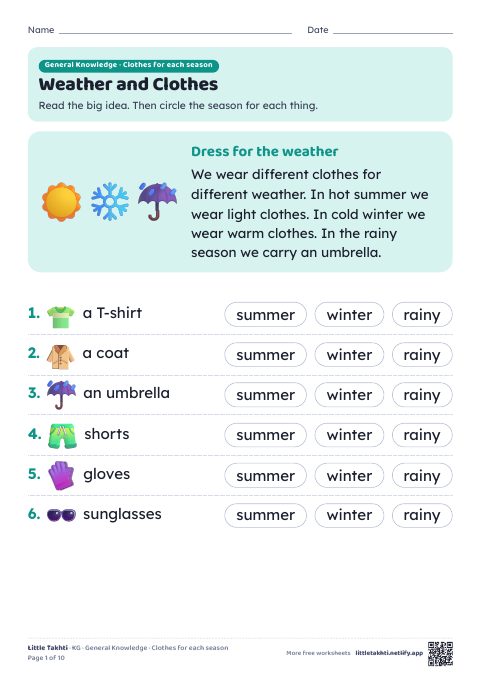 Name Date
General Knowledge · Clothes for each season
Weather and Clothes
Read the big idea. Then circle the season for each thing.
Dress for the weather
We wear different clothes for
different weather. In hot summer we
wear light clothes. In cold winter we
wear warm clothes. In the rainy
season we carry an umbrella.
1. a T-shirt summer winter rainy
2. a coat summer winter rainy
3. an umbrella summer winter rainy
4. shorts summer winter rainy
5. gloves summer winter rainy
6. sunglasses summer winter rainy
Little Takhti · KG · General Knowledge · Clothes for each season
Page 1 of 10
More free worksheets · littletakhti.netlify.app